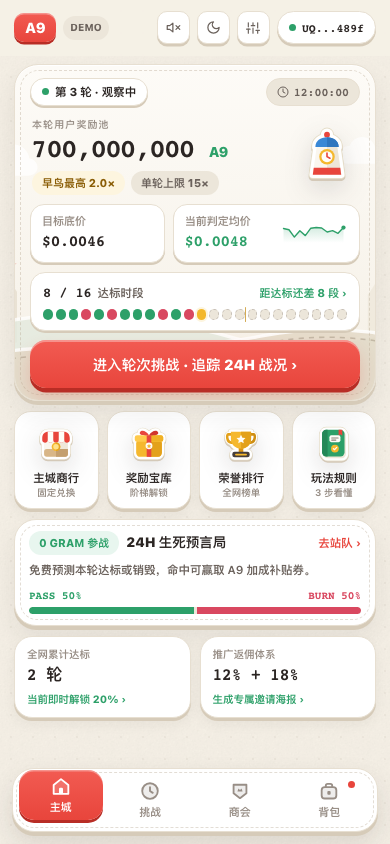 A9 DEMO UQ...489f
第 3 轮 · 观察中 12:00:00
本轮用户奖励池
700,000,000 A9
早鸟最高 2.0× 单轮上限 15×
目标底价 当前判定均价
$0.0046 $0.0048
8 / 16 达标时段 距达标还差 8 段 ›
进入轮次挑战 · 追踪 24H 战况 ›
主城商行 奖励宝库 荣誉排行 玩法规则
固定兑换 阶梯解锁 全网榜单 3 步看懂
0 GRAM 参战 24H 生死预言局 去站队 ›
免费预测本轮达标或销毁，命中可赢取 A9 加成补贴券。
PASS 50% BURN 50%
全网累计达标 推广返佣体系
2 轮 12% + 18%
当前即时解锁 20% › 生成专属邀请海报 ›
主城 挑战 商会 背包